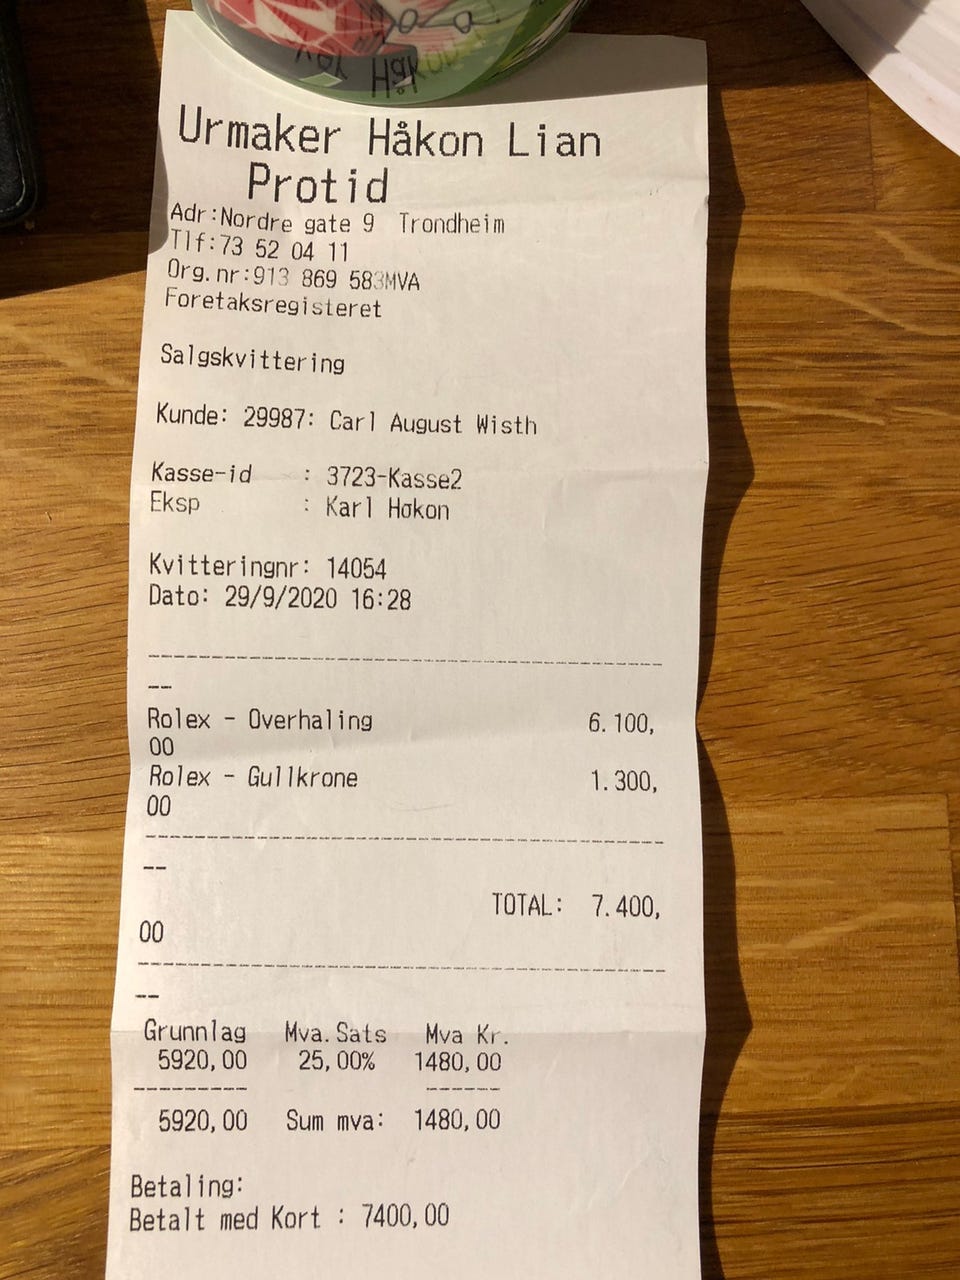 Håkon
Urmaker Håkon Lian
Protid
Adr:Nordre gate 9 Trondheim
Tlf:73 52 04 11
Org.nr:913 869 583MVA
Foretaksregisteret
Salgskvittering
Kunde: 29987: Carl August Wisth
Kasse-id : 3723-Kasse2
Eksp : Karl Høkon
Kvitteringnr: 14054
Dato: 29/9/2020 16:28
Rolex - Overhaling 6.100,
00
Rolex - Gullkrone 1.300,
00
TOTAL: 7.400,
00
Grunnlag Mva.Sats Mva Kr.
5920,00 25,00% 1480,00
5920,00 Sum mva: 1480,00
Betaling:
Betalt med Kort : 7400,00